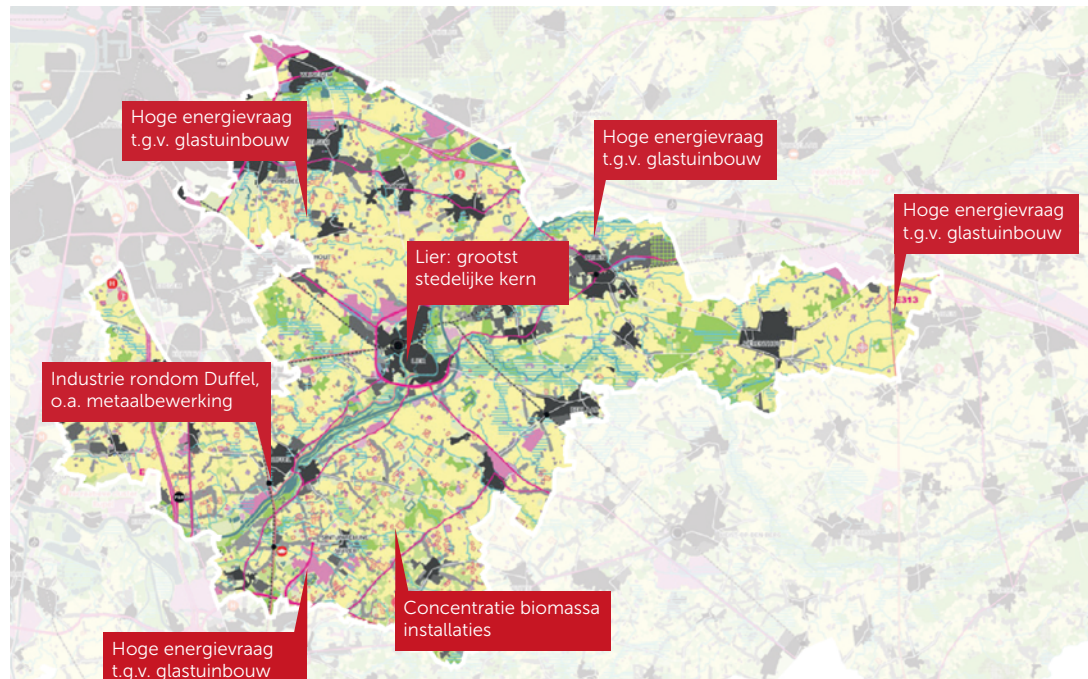 Hoge energievraag
t.g.v. glastuinbouw
Hoge energievraag
t.g.v. glastuinbouw
Hoge energievraag
t.g.v. glastuinbouw
Lier: grootst
stedelijke kern
E313
LIER
Industrie rondom Duffel,
o.a. metaalbewerking
Concentratie biomassa
installaties
Hoge energievraag
t.g.v. glastuinbouw